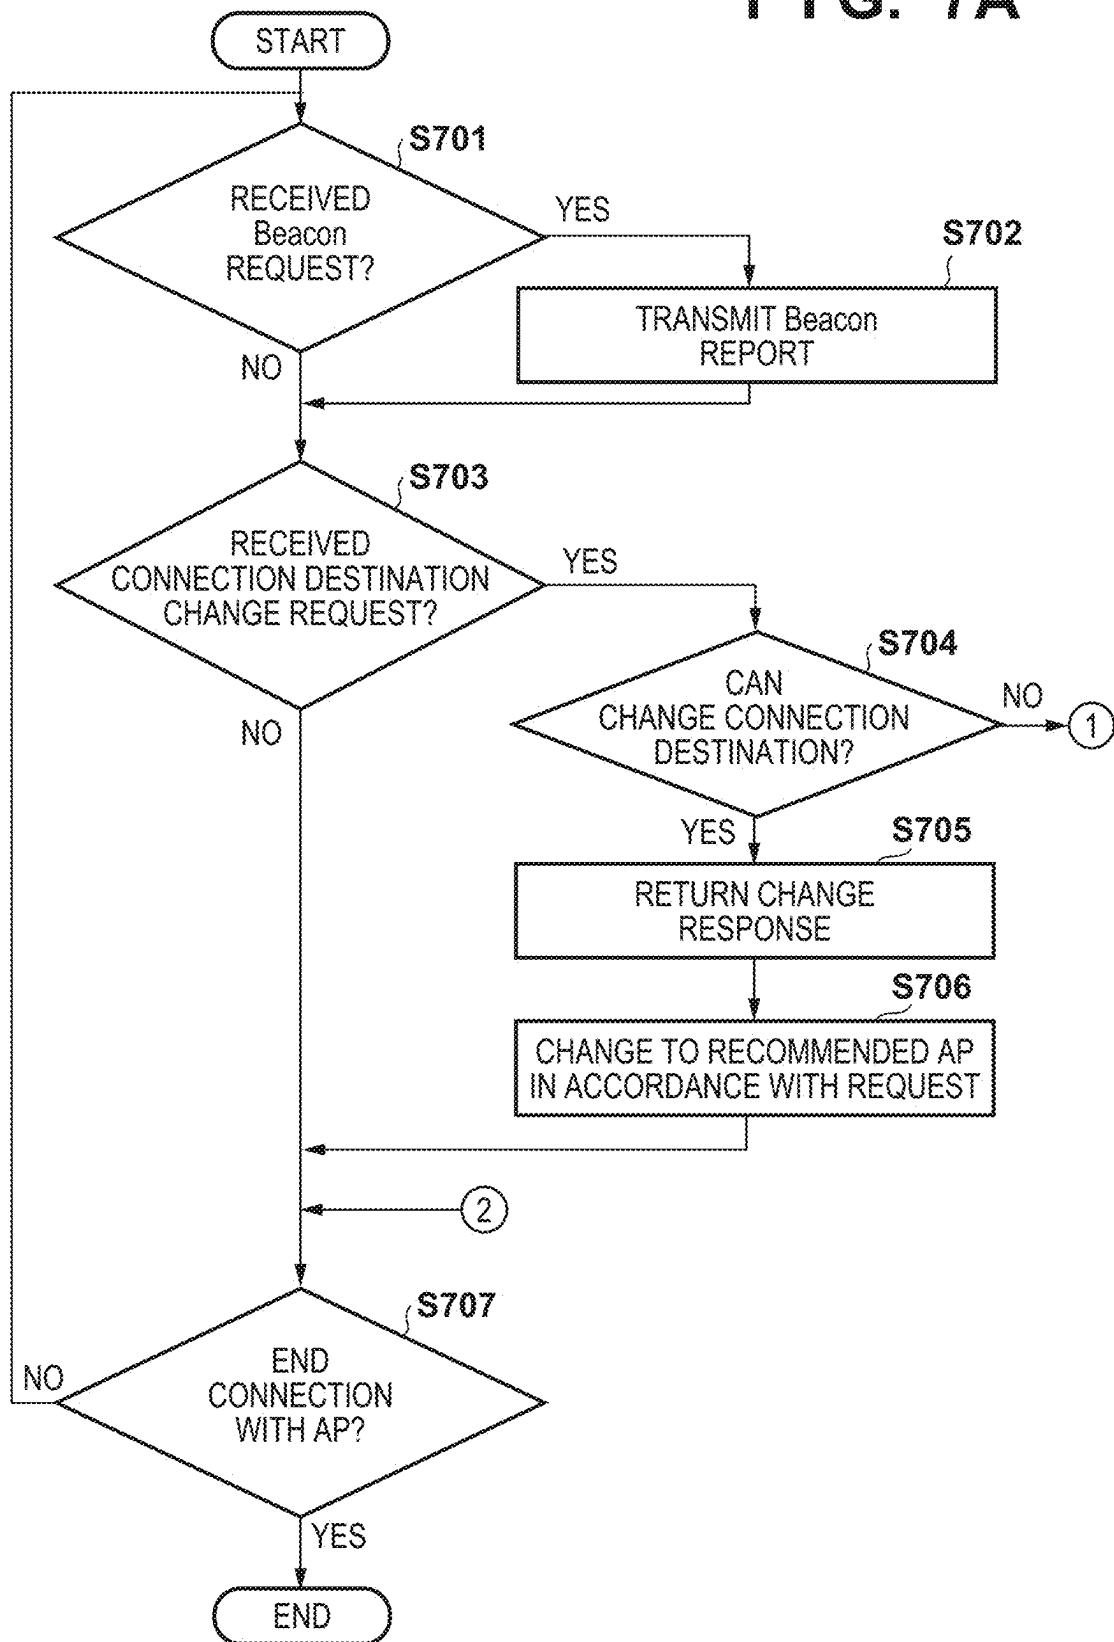 FIG. 7A
START
S701
RECEIVED
Beacon
REQUEST?
YES
NO
S702
TRANSMIT Beacon
REPORT
S703
RECEIVED
CONNECTION DESTINATION
CHANGE REQUEST?
YES
NO
S704
CAN
CHANGE CONNECTION
DESTINATION?
NO
1
YES
S705
RETURN CHANGE
RESPONSE
S706
CHANGE TO RECOMMENDED AP
IN ACCORDANCE WITH REQUEST
2
S707
END
CONNECTION
WITH AP?
NO
YES
END